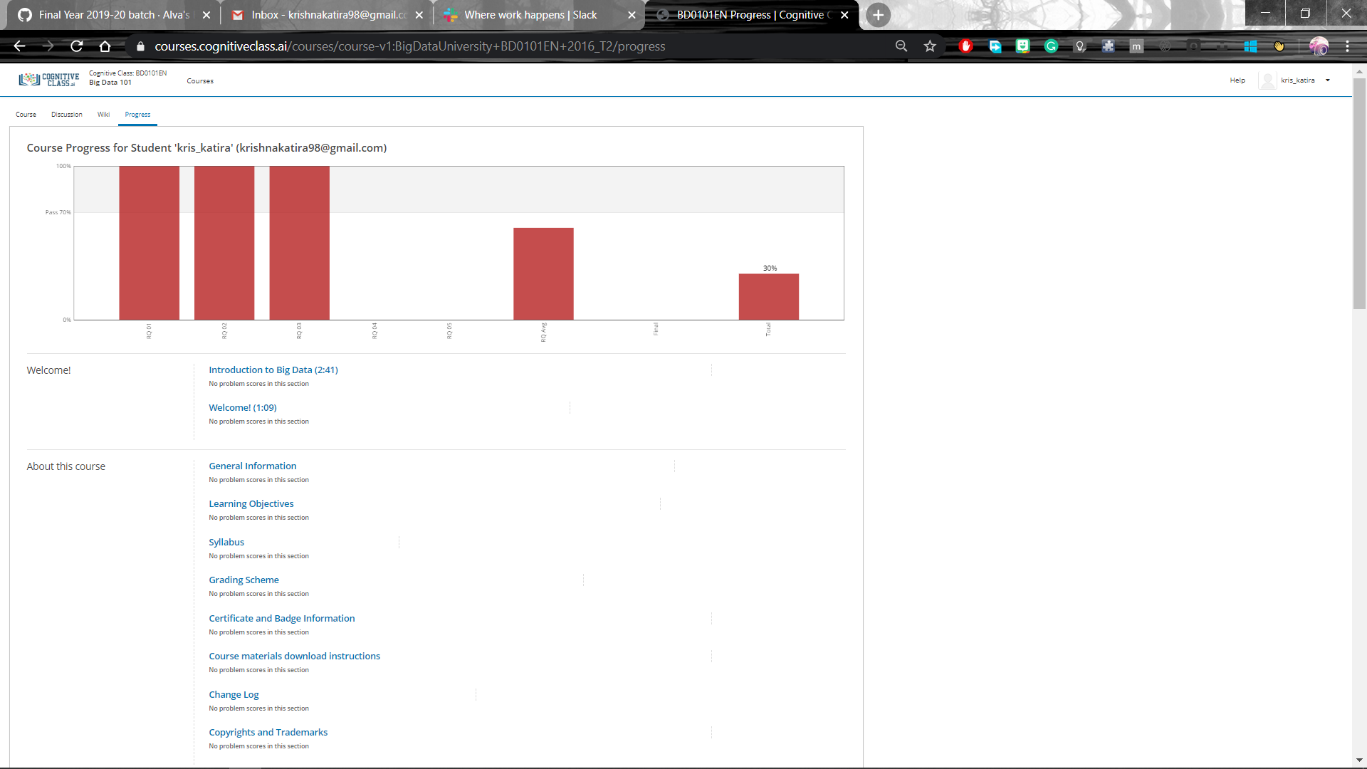 Final Year 2019-20 batch - Alva's
Inbox - krishnakatira98@gmail.co
Where work happens | Slack
BD0101EN Progress | Cognitive C
courses.cognitiveclass.ai/courses/course-v1:BigDataUniversity+BD0101EN+2016_T2/progress
COGNITIVE
CLASS.ai
Cognitive Class: BD0101EN
Big Data 101
Courses
Help
kris_katira
Course Discussion Wiki Progress
Course Progress for Student 'kris_katira' (krishnakatira98@gmail.com)
100%
Pass 70%
30%
0%
RQ 01
RQ 02
RQ 03
RQ 04
RQ 05
RQ Avg
Final
Total
Welcome!
Introduction to Big Data (2:41)
No problem scores in this section
Welcome! (1:09)
No problem scores in this section
About this course
General Information
No problem scores in this section
Learning Objectives
No problem scores in this section
Syllabus
No problem scores in this section
Grading Scheme
No problem scores in this section
Certificate and Badge Information
No problem scores in this section
Course materials download instructions
No problem scores in this section
Change Log
No problem scores in this section
Copyrights and Trademarks
No problem scores in this section